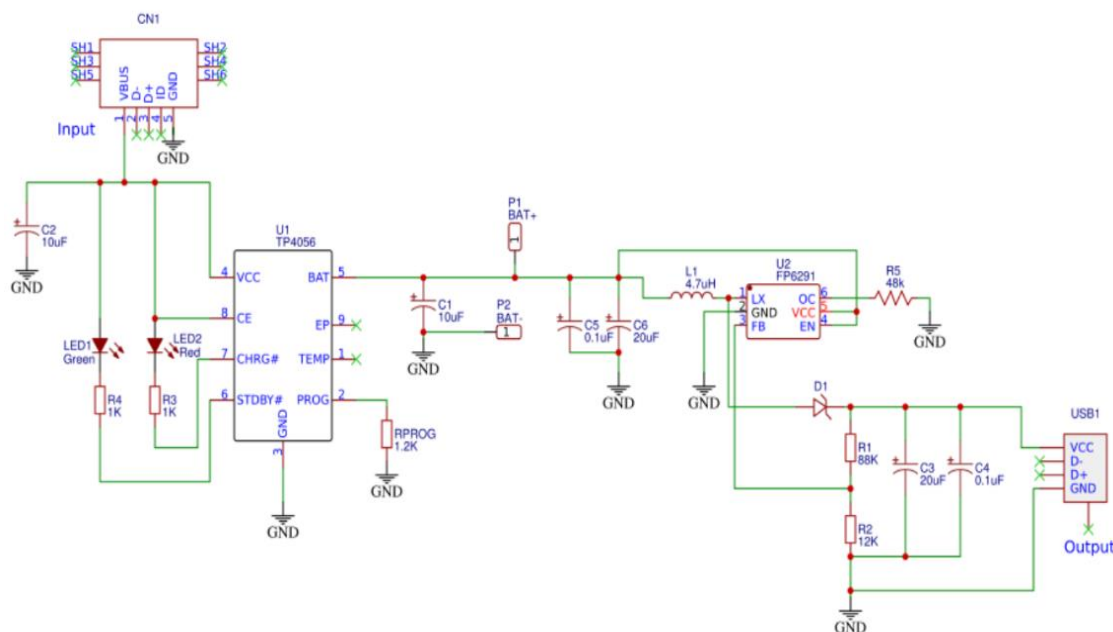 CN1
SH1
SH2
SH3
SH4
SH5
SH6
VBUS
D-
D+
ID
GND
1
2
3
4
5
Input
GND
C2
10uF
GND
LED1
Green
LED2
Red
R4
1K
R3
1K
U1
TP4056
4 VCC
8 CE
7 CHRG#
6 STDBY#
BAT 5
EP 9
TEMP 1
PROG 2
GND
3
GND
RPROG
1.2K
GND
C1
10uF
GND
P1
BAT+
1
P2
BAT-
1
C5
0.1uF
C6
20uF
GND
L1
4.7uH
U2
FP6291
1 LX
2 GND
3 FB
OC 6
VCC 5
EN 4
R5
48k
GND
GND
D1
R1
88K
R2
12K
C3
20uF
C4
0.1uF
GND
USB1
VCC
D-
D+
GND
Output